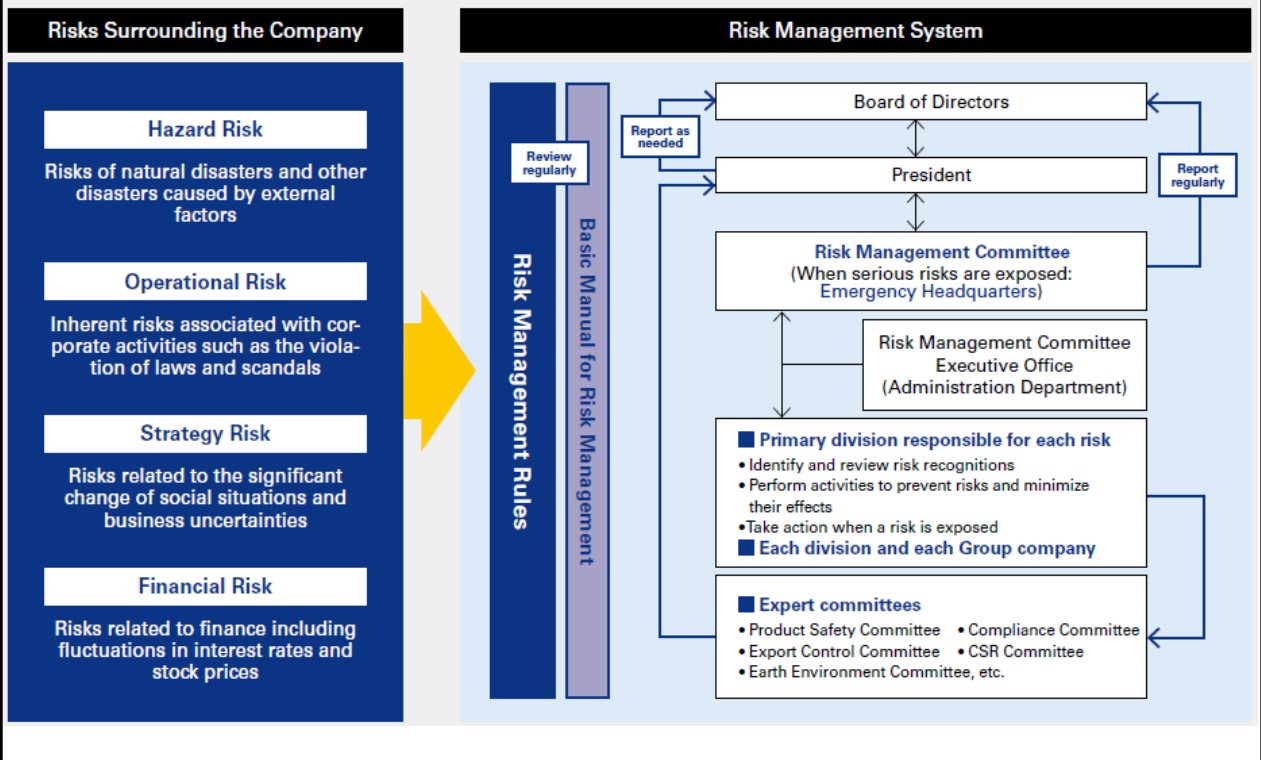 Risks Surrounding the Company
Hazard Risk
Risks of natural disasters and other
disasters caused by external
factors
Operational Risk
Inherent risks associated with cor-
porate activities such as the viola-
tion of laws and scandals
Strategy Risk
Risks related to the significant
change of social situations and
business uncertainties
Financial Risk
Risks related to finance including
fluctuations in interest rates and
stock prices
Risk Management System
Risk Management Rules
Review
regularly
Basic Manual for Risk Management
Report as
needed
Board of Directors
President
Report
regularly
Risk Management Committee
(When serious risks are exposed:
Emergency Headquarters)
Risk Management Committee
Executive Office
(Administration Department)
■ Primary division responsible for each risk
• Identify and review risk recognitions
• Perform activities to prevent risks and minimize
their effects
•Take action when a risk is exposed
■ Each division and each Group company
■ Expert committees
• Product Safety Committee • Compliance Committee
• Export Control Committee • CSR Committee
• Earth Environment Committee, etc.